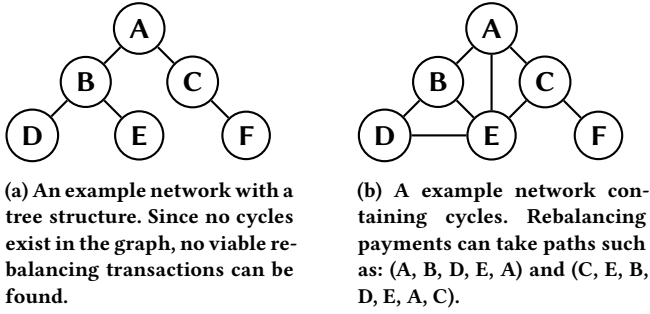 A
B
C
D
E
F
(a) An example network with a
tree structure. Since no cycles
exist in the graph, no viable re-
balancing transactions can be
found.
A
B
C
D
E
F
(b) A example network con-
taining cycles. Rebalancing
payments can take paths such
as: (A, B, D, E, A) and (C, E, B,
D, E, A, C).